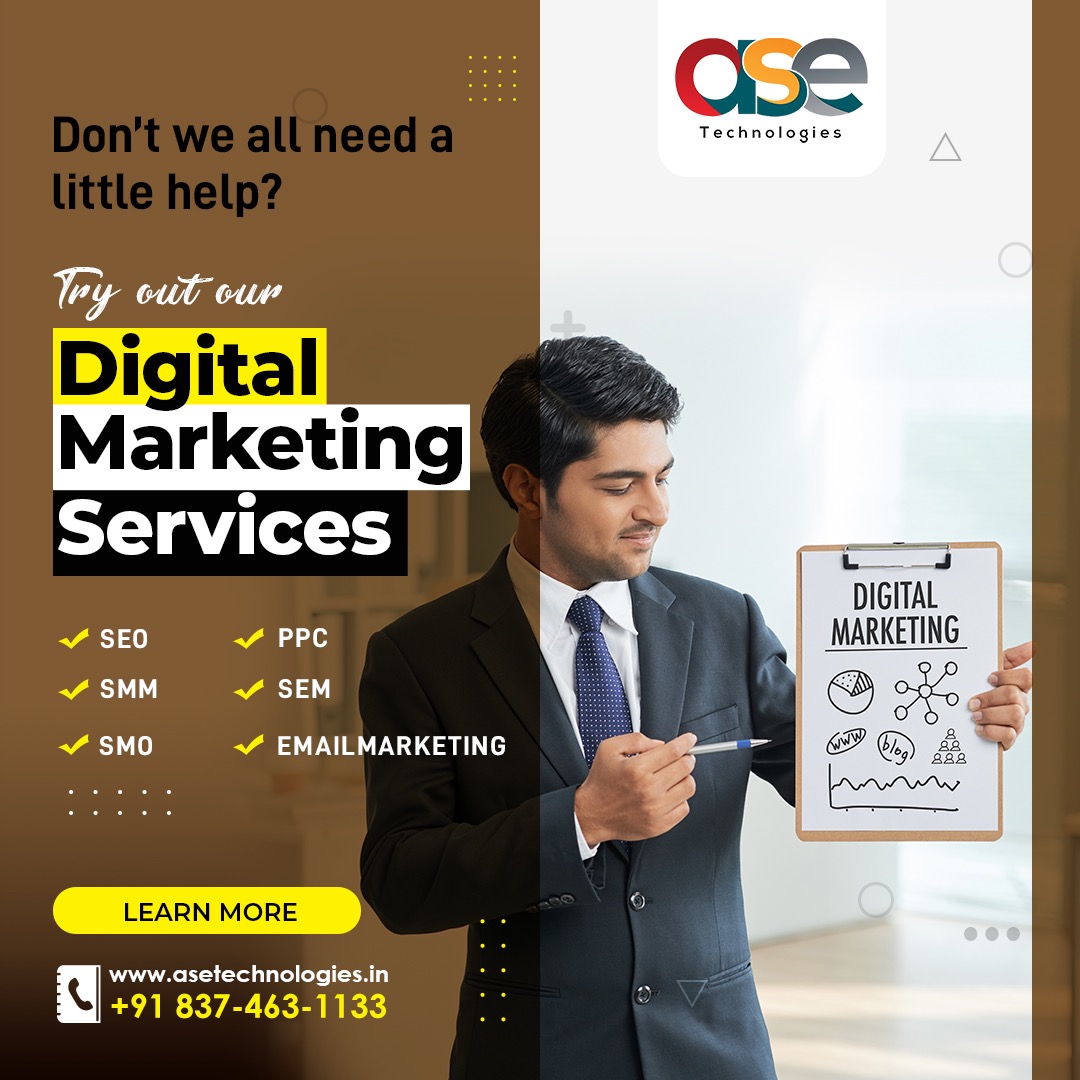 ase
Technologies
Don't we all need a
little help?
Try out our
Digital
Marketing
Services
SEO
PPC
SMM
SEM
SMO
EMAILMARKETING
DIGITAL
MARKETING
www
blog
LEARN MORE
www.asetechnologies.in
+91 837-463-1133